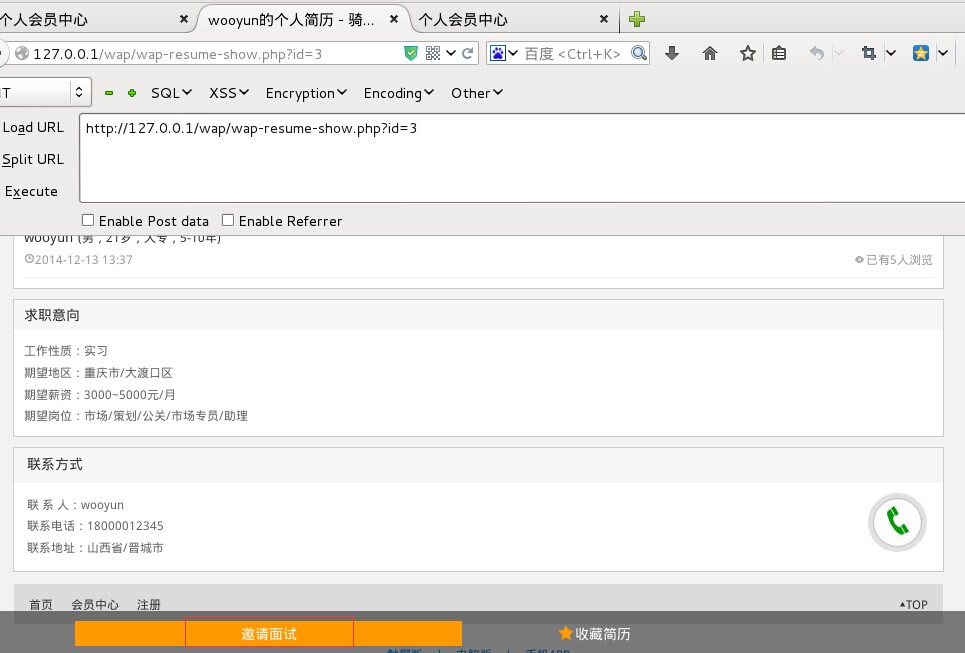 个人会员中心
wooyun的个人简历 - 骑...
个人会员中心
127.0.0.1/wap/wap-resume-show.php?id=3
百度 <Ctrl+K>
SQL XSS Encryption Encoding Other
Load URL
http://127.0.0.1/wap/wap-resume-show.php?id=3
Split URL
Execute
Enable Post data Enable Referrer
wooyun (男，21岁，大专，5-10年)
2014-12-13 13:37
已有5人浏览
求职意向
工作性质：实习
期望地区：重庆市/大渡口区
期望薪资：3000~5000元/月
期望岗位：市场/策划/公关/市场专员/助理
联系方式
联 系 人：wooyun
联系电话：18000012345
联系地址：山西省/晋城市
首页 会员中心 注册
▲TOP
邀请面试
收藏简历